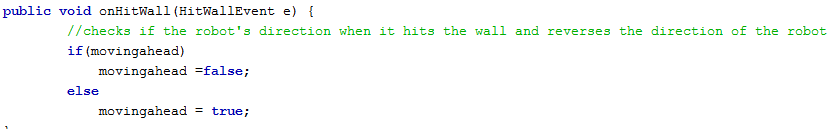 public void onHitWall(HitWallEvent e) {
//checks if the robot's direction when it hits the wall and reverses the direction of the robot
if(movingahead)
movingahead =false;
else
movingahead = true;